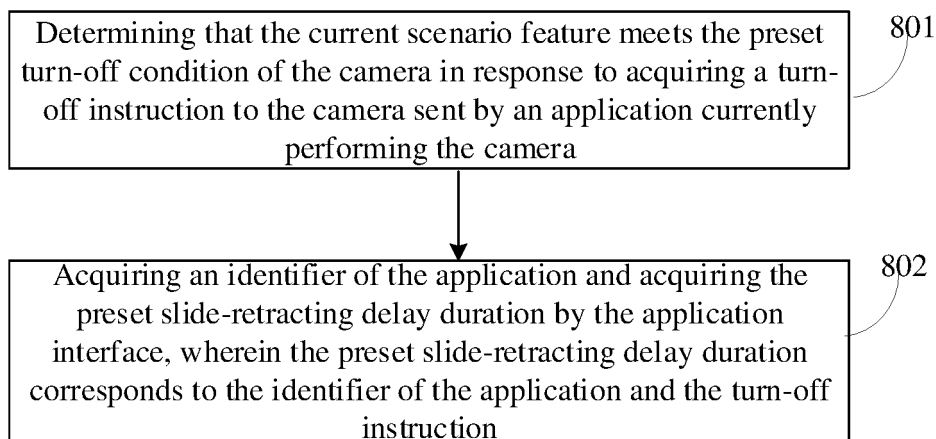 Determining that the current scenario feature meets the preset
turn-off condition of the camera in response to acquiring a turn-
off instruction to the camera sent by an application currently
performing the camera
801
Acquiring an identifier of the application and acquiring the
preset slide-retracting delay duration by the application
interface, wherein the preset slide-retracting delay duration
corresponds to the identifier of the application and the turn-off
instruction
802